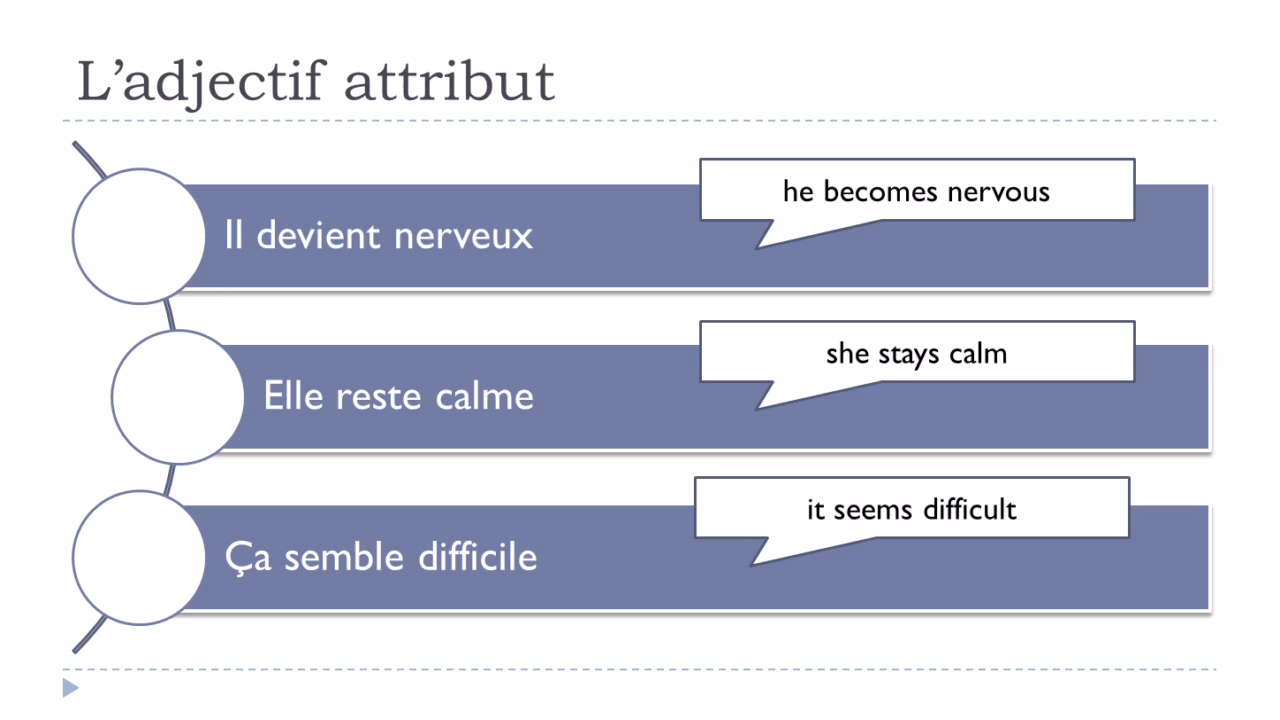 L’adjectif attribut
he becomes nervous
Il devient nerveux
she stays calm
Elle reste calme
it seems difficult
Ça semble difficile